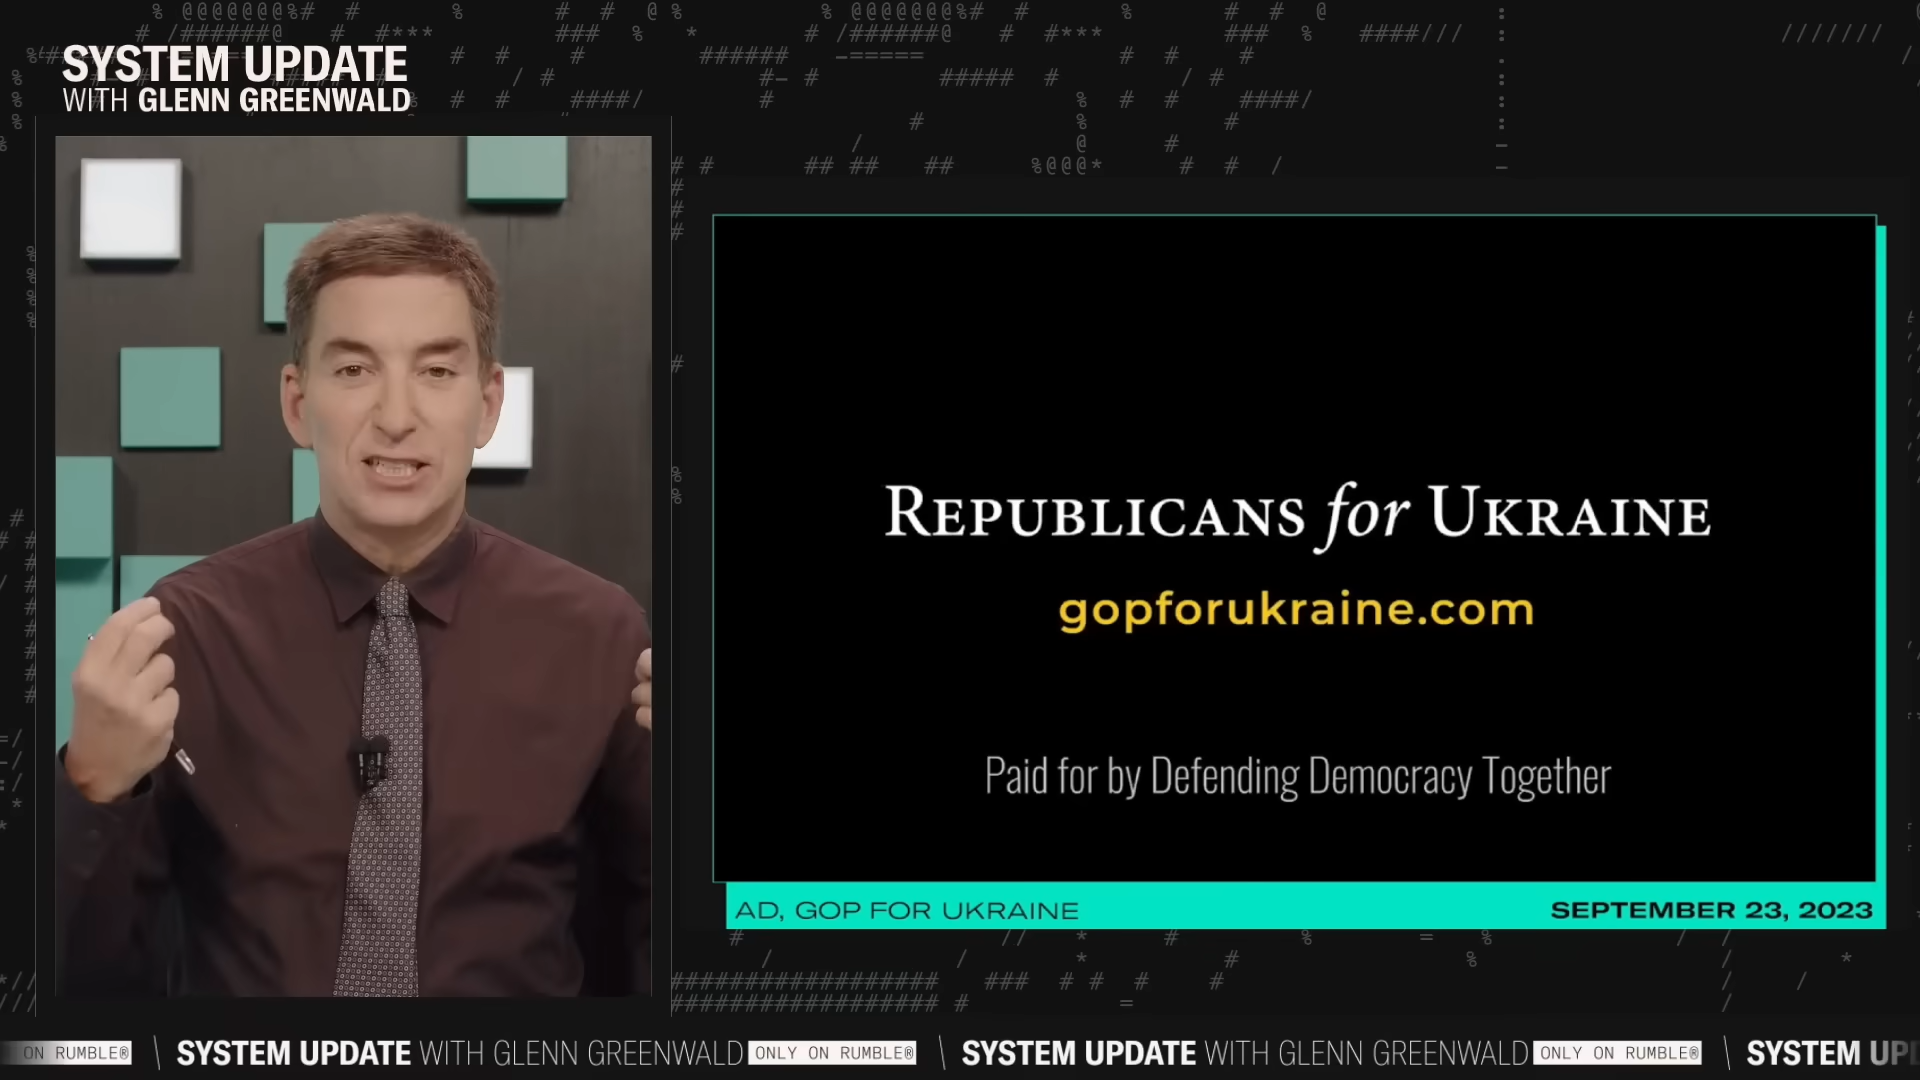 SYSTEM UPDATE
WITH GLENN GREENWALD
REPUBLICANS for UKRAINE
gopforukraine.com
Paid for by Defending Democracy Together
AD, GOP FOR UKRAINE
SEPTEMBER 23, 2023
ON RUMBLE® \ SYSTEM UPDATE WITH GLENN GREENWALD ONLY ON RUMBLE® \ SYSTEM UPDATE WITH GLENN GREENWALD ONLY ON RUMBLE® \ SYSTEM UP